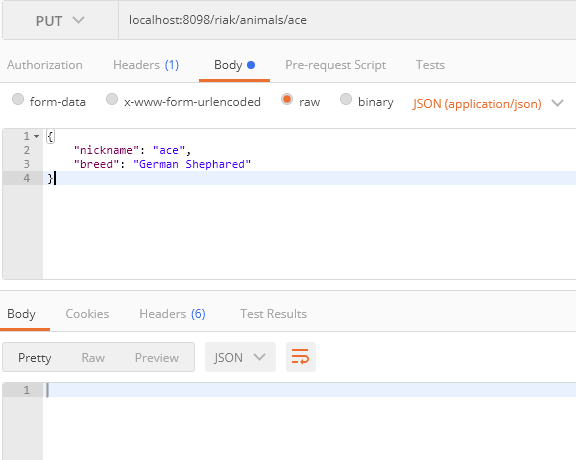 PUT localhost:8098/riak/animals/ace
Authorization Headers (1) Body Pre-request Script Tests
form-data x-www-form-urlencoded raw binary JSON (application/json)
1 {
2 "nickname": "ace",
3 "breed": "German Shephared"
4 }
Body Cookies Headers (6) Test Results
Pretty Raw Preview JSON
1